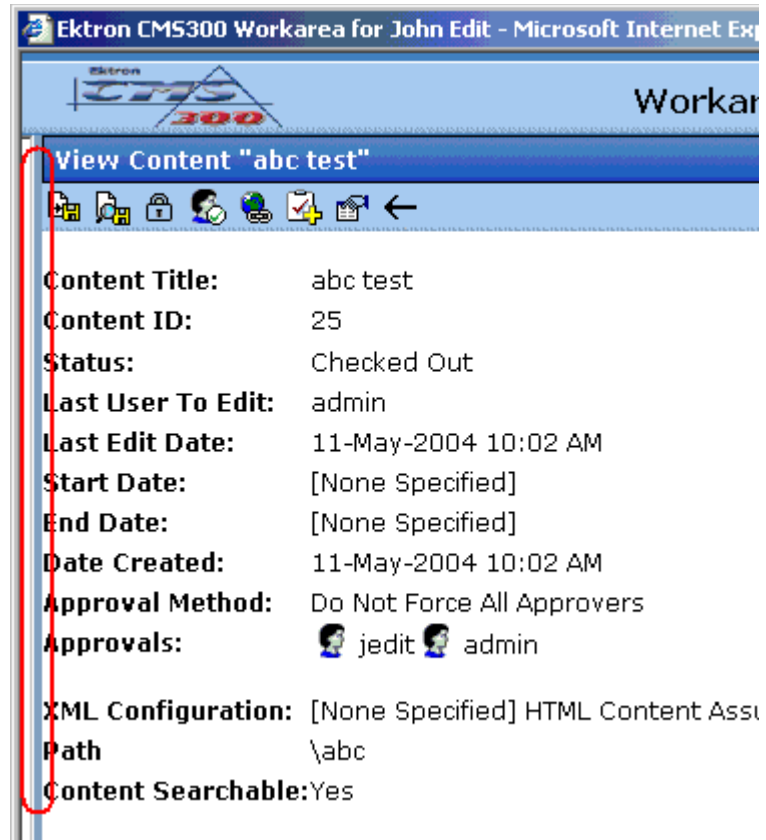 Ektron CMS300 Workarea for John Edit - Microsoft Internet Exp
Ektron
CMS
300
Workar
View Content "abc test"
Content Title: abc test
Content ID: 25
Status: Checked Out
Last User To Edit: admin
Last Edit Date: 11-May-2004 10:02 AM
Start Date: [None Specified]
End Date: [None Specified]
Date Created: 11-May-2004 10:02 AM
Approval Method: Do Not Force All Approvers
Approvals: jedit admin
XML Configuration: [None Specified] HTML Content Assu
Path \abc
Content Searchable:Yes